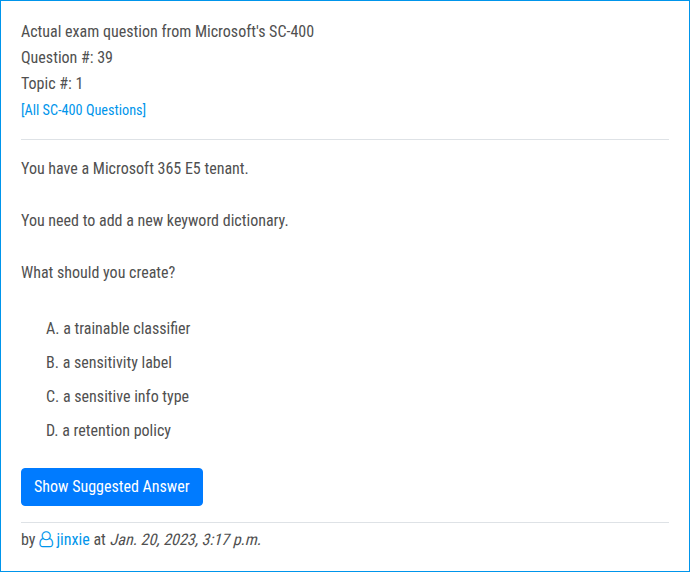 Actual exam question from Microsoft's SC-400
Question #: 39
Topic #: 1
[All SC-400 Questions]
You have a Microsoft 365 E5 tenant.
You need to add a new keyword dictionary.
What should you create?
A. a trainable classifier
B. a sensitivity label
C. a sensitive info type
D. a retention policy
Show Suggested Answer
by jinxie at Jan. 20, 2023, 3:17 p.m.